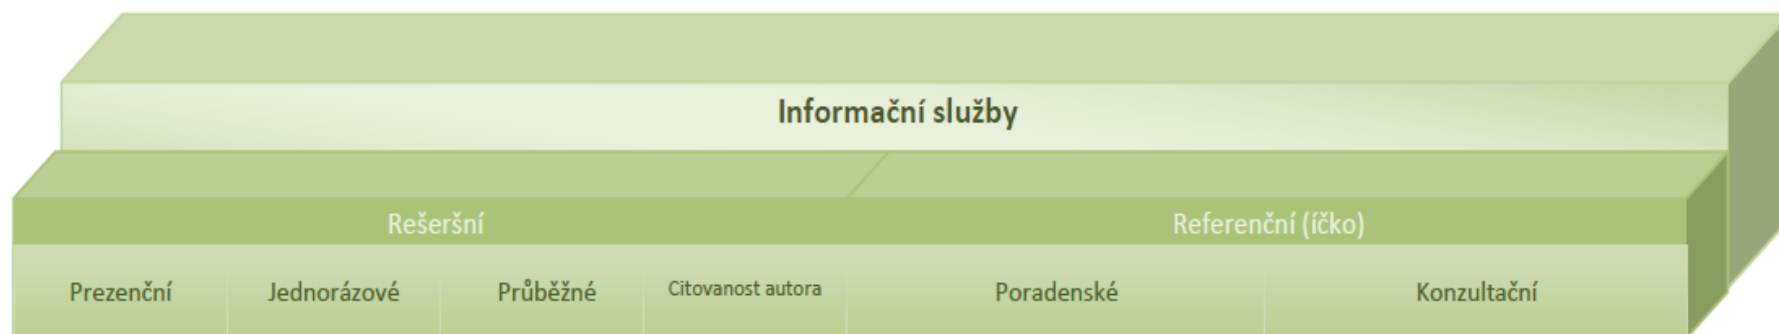 Informační služby
Rešeršní
Referenční (íčko)
Prezenční
Jednorázové
Průběžné
Citovanost autora
Poradenské
Konzultační